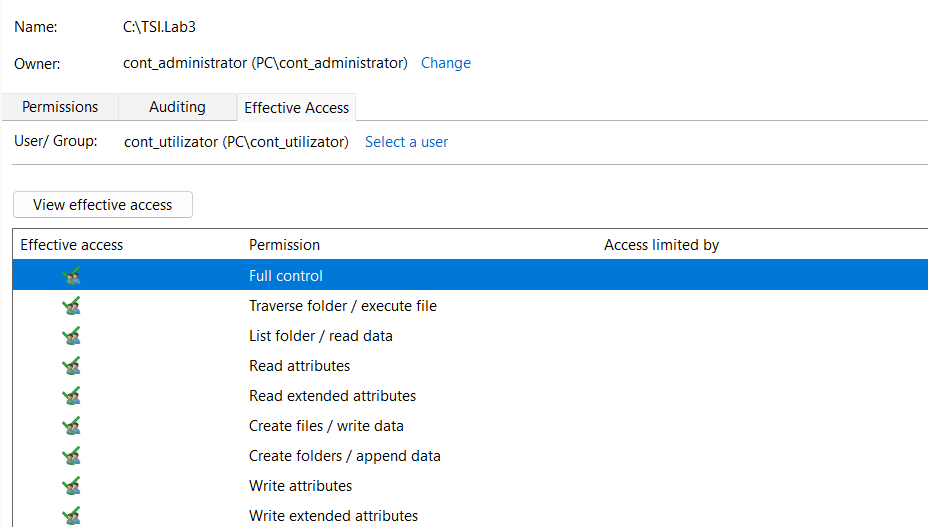 Name: C:\TSI.Lab3
Owner: cont_administrator (PC\cont_administrator) Change
Permissions Auditing Effective Access
User/ Group: cont_utilizator (PC\cont_utilizator) Select a user
View effective access
Effective access Permission Access limited by
Full control
Traverse folder / execute file
List folder / read data
Read attributes
Read extended attributes
Create files / write data
Create folders / append data
Write attributes
Write extended attributes